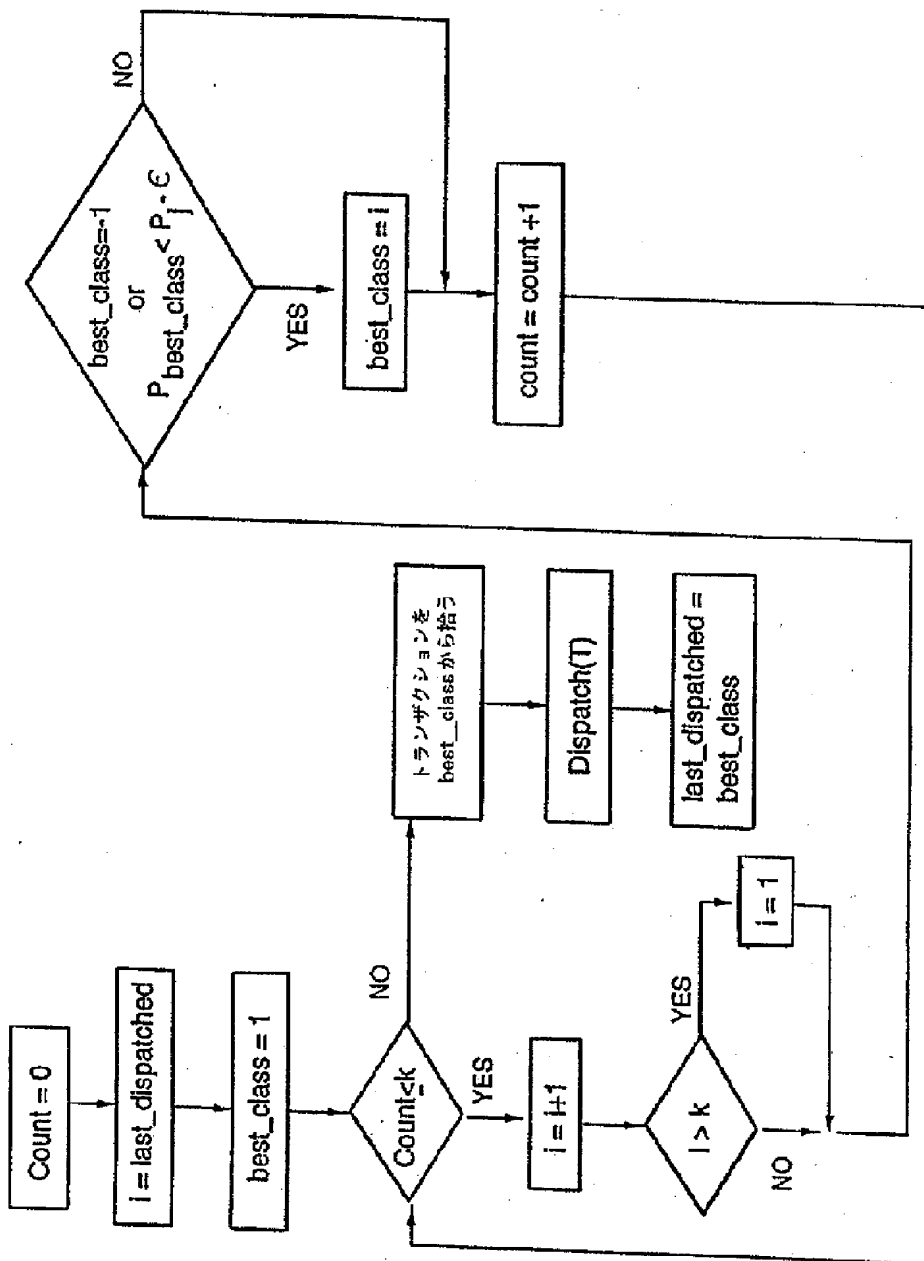 Count = 0
i = last_dispatched
best_class = 1
Count≤k
NO
YES
i = i+1
I > k
YES
NO
i = 1
トランザクションを
best_classから拾う
Dispatch(T)
last_dispatched =
best_class
best_class=-1
or
Pbest_class < Pj - ϵ
NO
YES
best_class = i
count = count +1